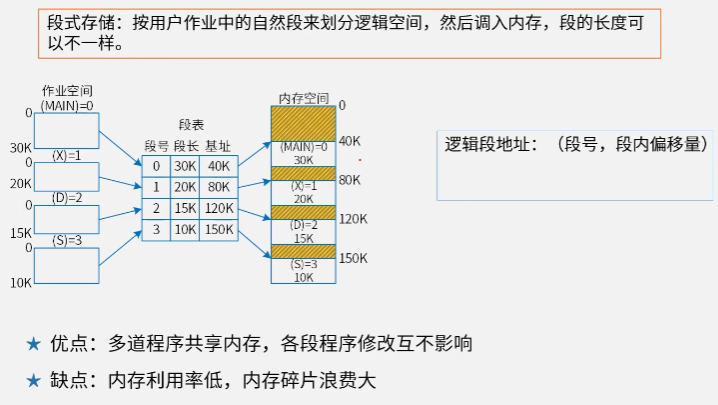 段式存储：按用户作业中的自然段来划分逻辑空间，然后调入内存，段的长度可
以不一样。
作业空间
(MAIN)=0
0
30K
(X)=1
0
20K
(D)=2
0
15K
(S)=3
0
10K
段表
段号 段长 基址
0 30K 40K
1 20K 80K
2 15K 120K
3 10K 150K
内存空间
0
40K
(MAIN)=0
30K
80K
(X)=1
20K
120K
(D)=2
15K
150K
(S)=3
10K
逻辑段地址：（段号，段内偏移量）
★ 优点：多道程序共享内存，各段程序修改互不影响
★ 缺点：内存利用率低，内存碎片浪费大